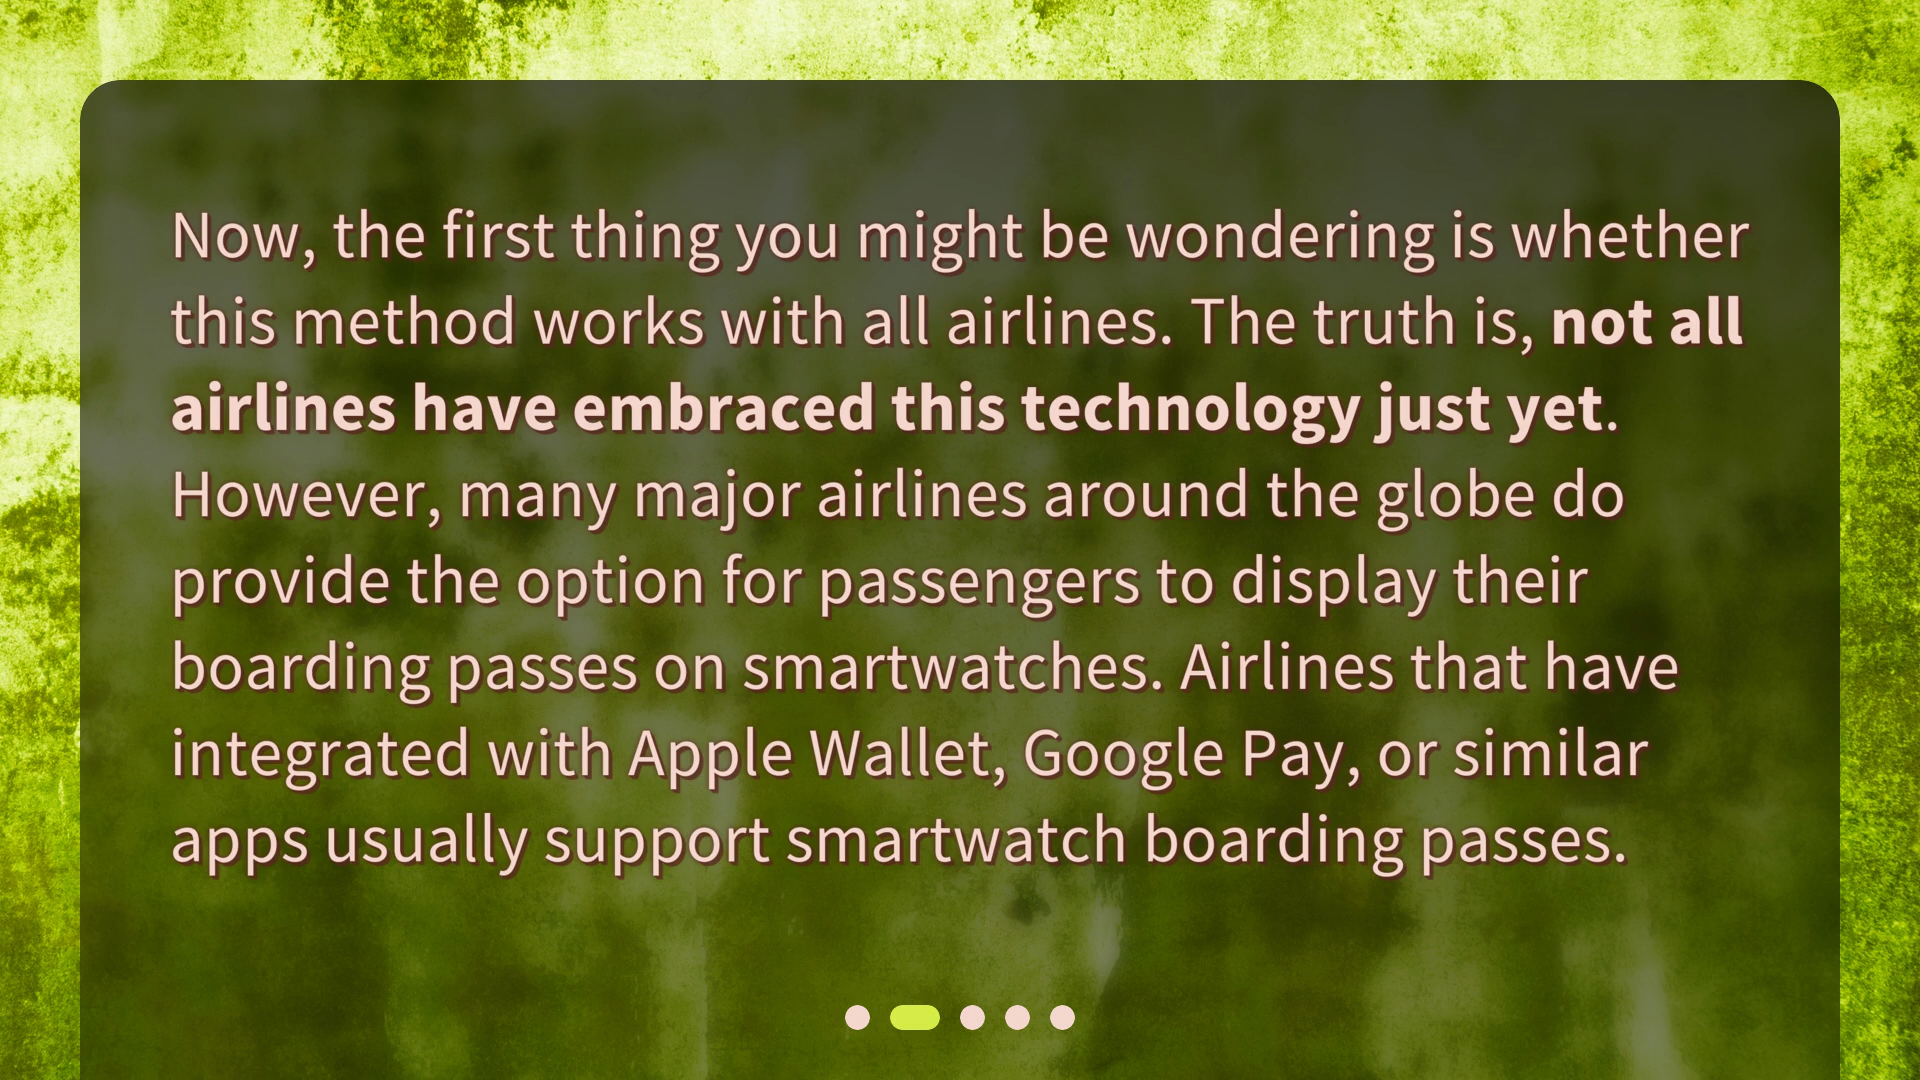 Now, the first thing you might be wondering is whether
this method works with all airlines. The truth is, not all
airlines have embraced this technology just yet.
However, many major airlines around the globe do
provide the option for passengers to display their
boarding passes on smartwatches. Airlines that have
integrated with Apple Wallet, Google Pay, or similar
apps usually support smartwatch boarding passes.